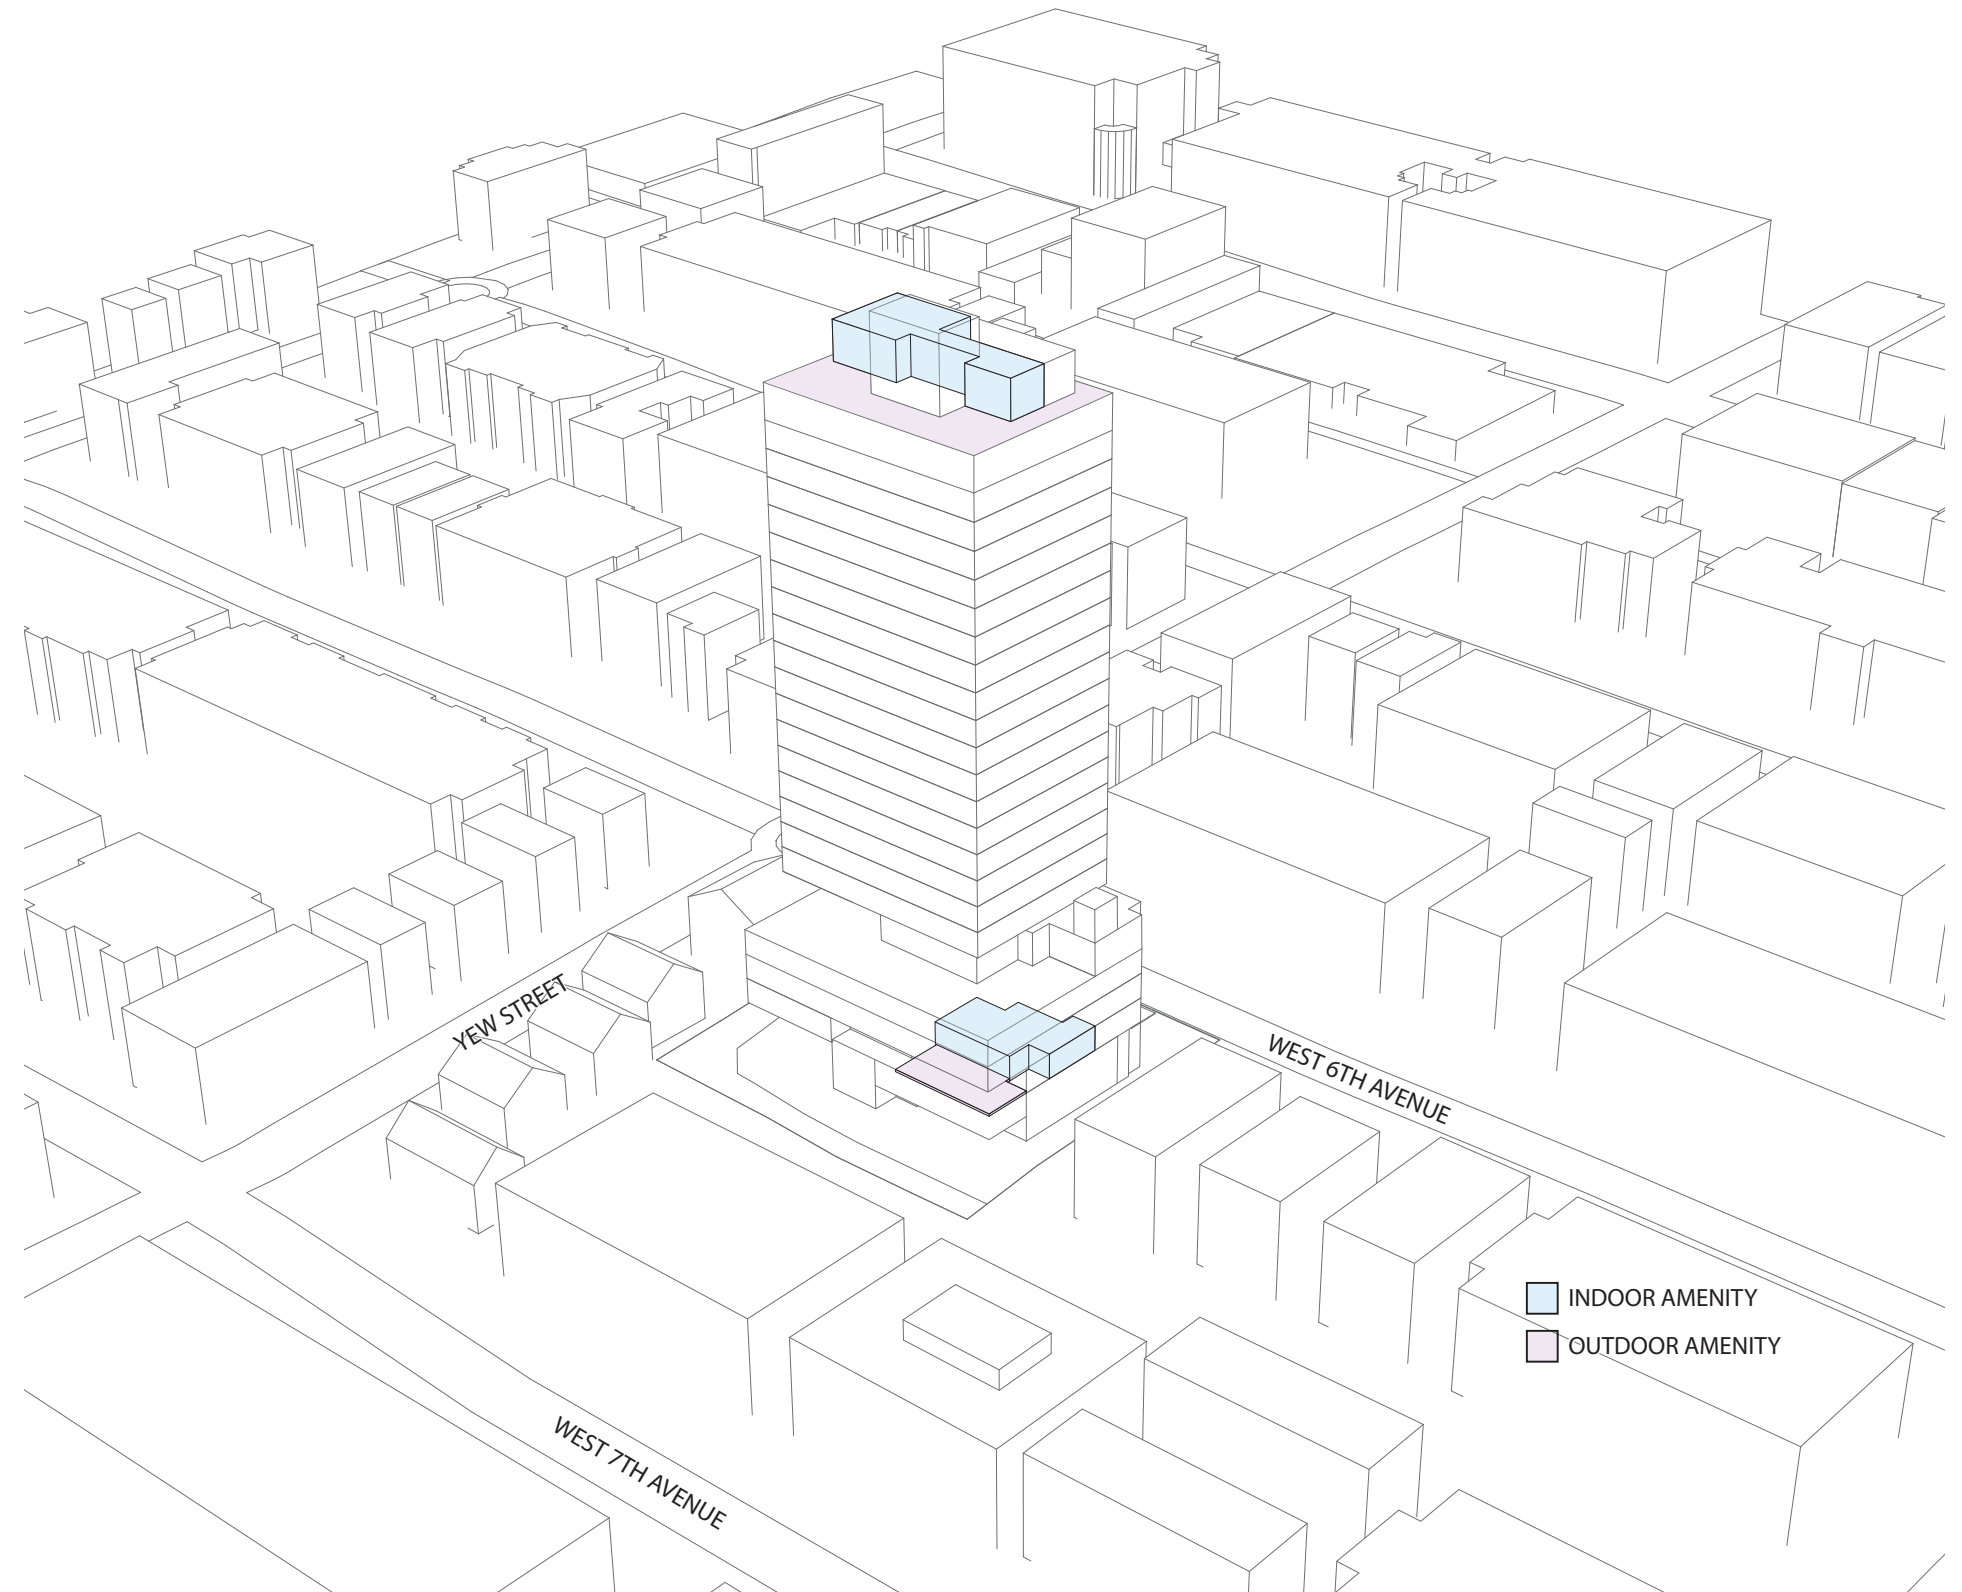 YEW STREET
WEST 6TH AVENUE
INDOOR AMENITY
OUTDOOR AMENITY
WEST 7TH AVENUE